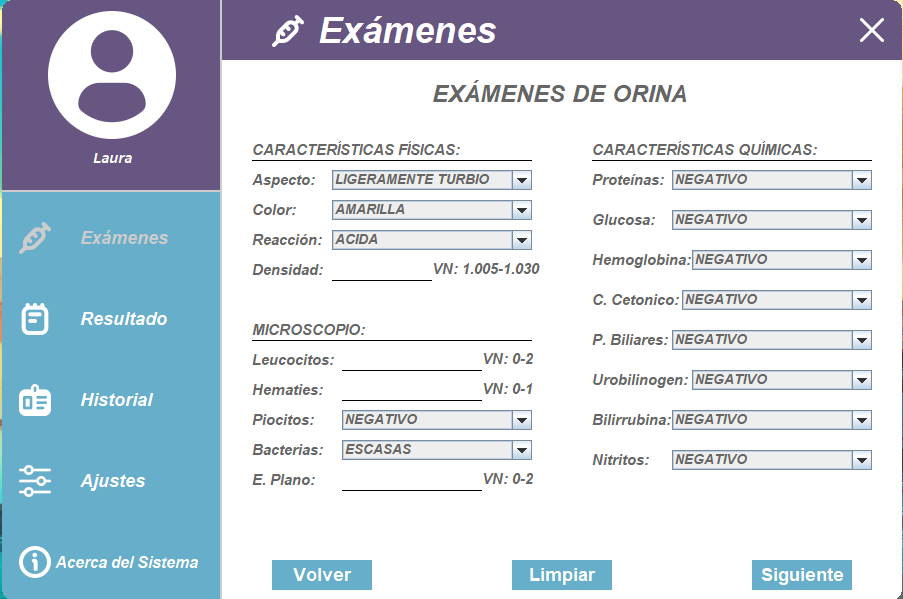 Laura
Exámenes
Resultado
Historial
Ajustes
Acerca del Sistema
Exámenes
EXÁMENES DE ORINA
CARACTERÍSTICAS FÍSICAS:
Aspecto: LIGERAMENTE TURBIO
Color: AMARILLA
Reacción: ACIDA
Densidad: VN: 1.005-1.030
MICROSCOPIO:
Leucocitos: VN: 0-2
Hematies: VN: 0-1
Piocitos: NEGATIVO
Bacterias: ESCASAS
E. Plano: VN: 0-2
CARACTERÍSTICAS QUÍMICAS:
Proteínas: NEGATIVO
Glucosa: NEGATIVO
Hemoglobina: NEGATIVO
C. Cetonico: NEGATIVO
P. Biliares: NEGATIVO
Urobilinogen: NEGATIVO
Bilirrubina: NEGATIVO
Nitritos: NEGATIVO
Volver
Limpiar
Siguiente